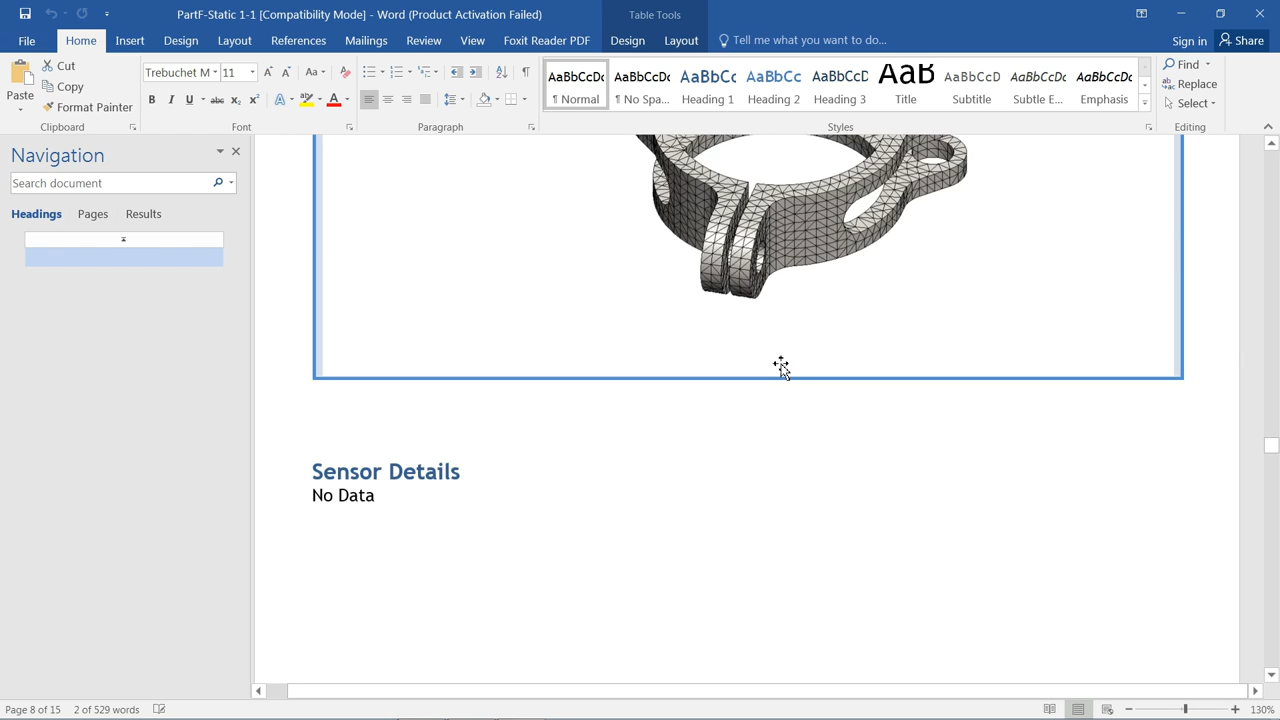 PartF-Static 1-1 [Compatibility Mode] - Word (Product Activation Failed)
Table Tools
File
Home
Insert
Design
Layout
References
Mailings
Review
View
Foxit Reader PDF
Design
Layout
Tell me what you want to do...
Sign in
Share
Paste
Cut
Copy
Format Painter
Clipboard
Trebuchet M
11
Aa
B I U abc x₂ x² A A
Font
Paragraph
AaBbCcDc
¶ Normal
AaBbCcDc
¶ No Spa...
AaBbCc
Heading 1
AaBbCc
Heading 2
AaBbCcD
Heading 3
AaB
Title
AaBbCcD
Subtitle
AaBbCcDc
Subtle E...
AaBbCcDc
Emphasis
Styles
Find
Replace
Select
Editing
Navigation
Search document
Headings
Pages
Results
Sensor Details
No Data
Page 8 of 15
2 of 529 words
130%